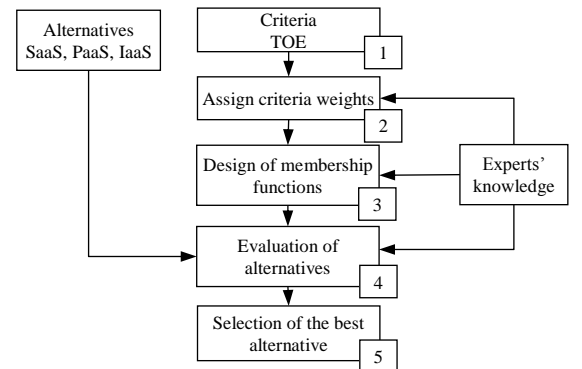 Alternatives
SaaS, PaaS, IaaS
Criteria
TOE
1
Assign criteria weights
2
Design of membership
functions
3
Experts'
knowledge
Evaluation of
alternatives
4
Selection of the best
alternative
5